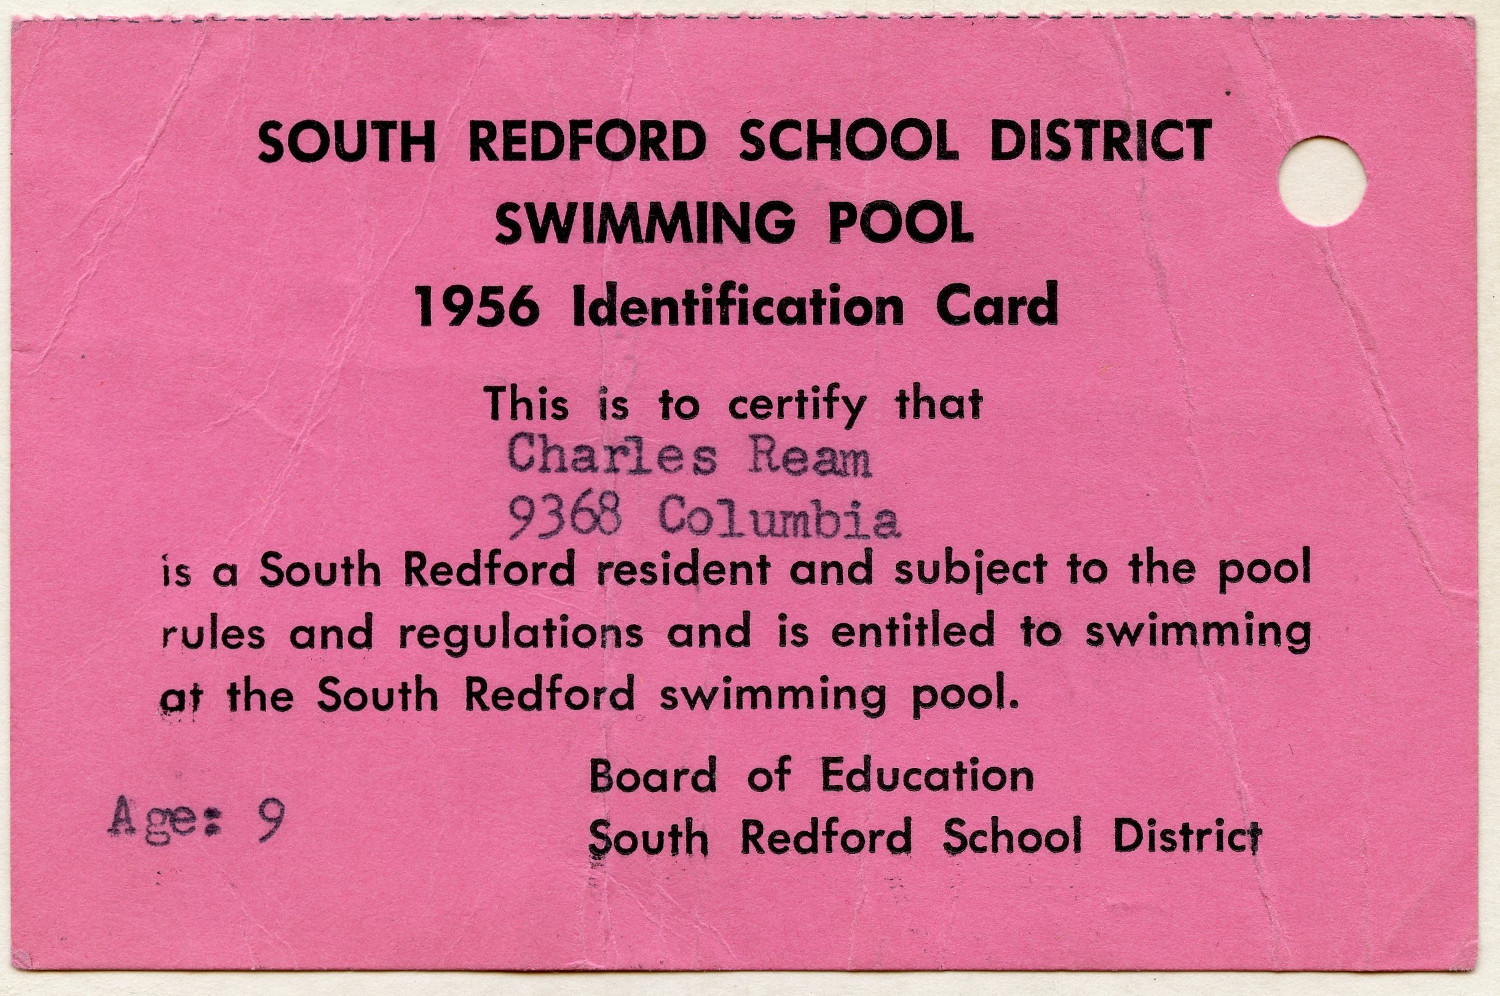 SOUTH REDFORD SCHOOL DISTRICT
SWIMMING POOL
1956 Identification Card
This is to certify that
Charles Ream
9368 Columbia
is a South Redford resident and subject to the pool
rules and regulations and is entitled to swimming
at the South Redford swimming pool.
Board of Education
South Redford School District
Age: 9